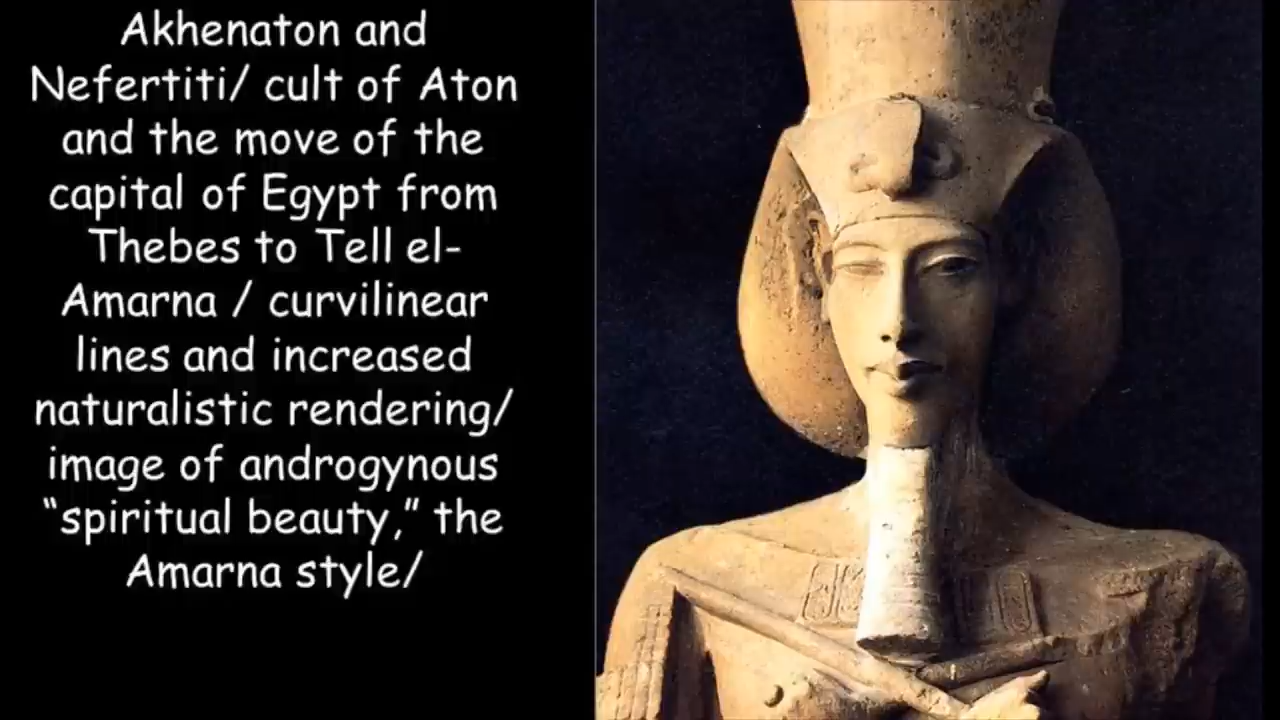 Akhenaton and
Nefertiti/ cult of Aton
and the move of the
capital of Egypt from
Thebes to Tell el-
Amarna / curvilinear
lines and increased
naturalistic rendering/
image of androgynous
“spiritual beauty,” the
Amarna style/